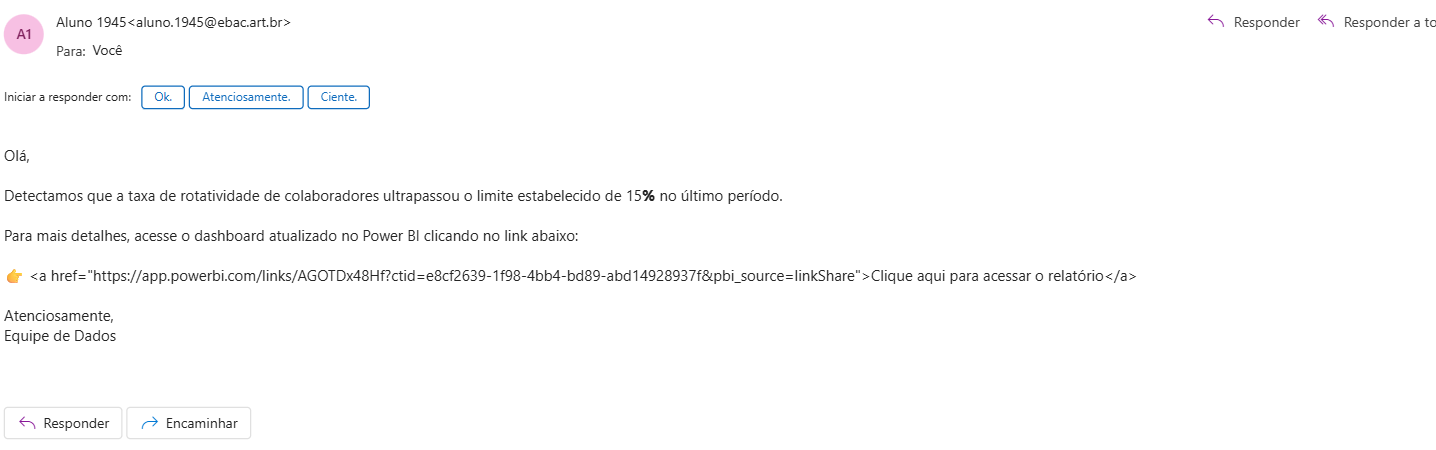 A1
Aluno 1945<aluno.1945@ebac.art.br>
Para: Você
Responder
Responder a to
Iniciar a responder com: Ok. Atenciosamente. Ciente.
Olá,
Detectamos que a taxa de rotatividade de colaboradores ultrapassou o limite estabelecido de 15% no último período.
Para mais detalhes, acesse o dashboard atualizado no Power BI clicando no link abaixo:
👉 <a href="https://app.powerbi.com/links/AGOTDx48Hf?ctid=e8cf2639-1f98-4bb4-bd89-abd14928937f&pbi_source=linkShare">Clique aqui para acessar o relatório</a>
Atenciosamente,
Equipe de Dados
Responder
Encaminhar